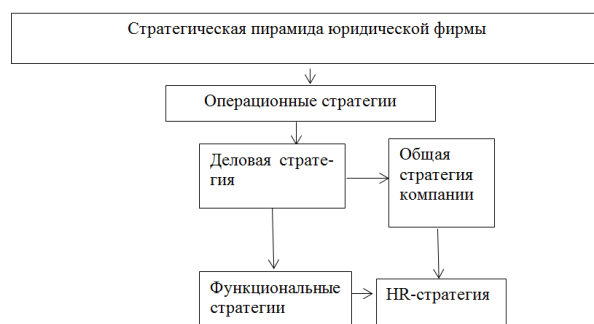 Стратегическая пирамида юридической фирмы
Операционные стратегии
Деловая страте-
гия
Общая
стратегия
компании
Функциональные
стратегии
HR-стратегия